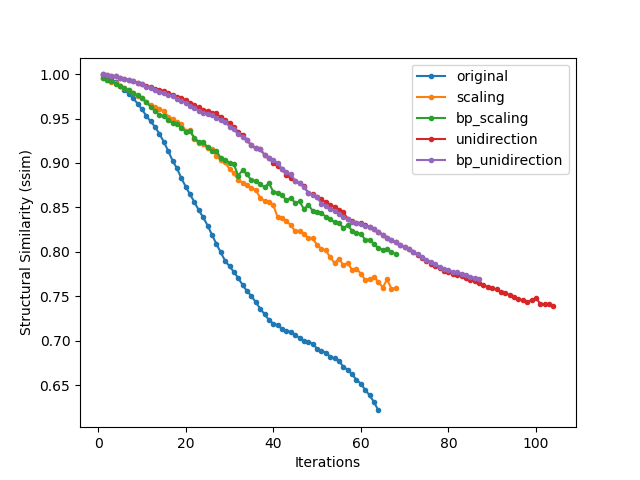 1.00
0.95
0.90
0.85
0.80
0.75
0.70
0.65
Structural Similarity (ssim)
original
scaling
bp_scaling
unidirection
bp_unidirection
0 20 40 60 80 100
Iterations